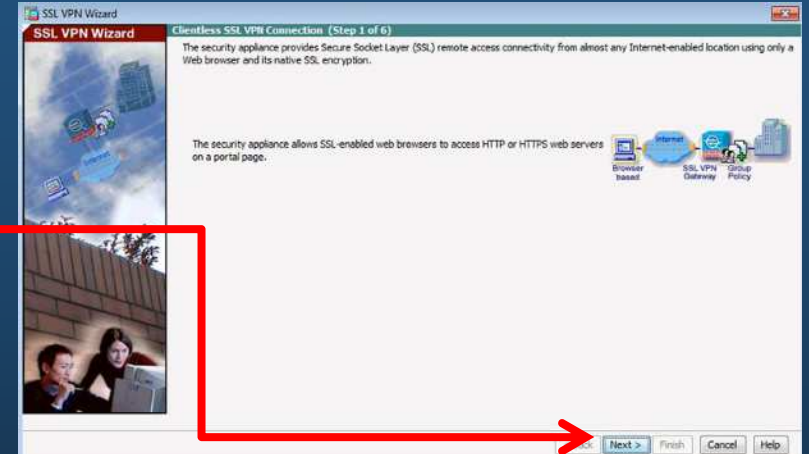 SSL VPN Wizard
SSL VPN Wizard
Clientless SSL VPN Connection (Step 1 of 6)
The security appliance provides Secure Socket Layer (SSL) remote access connectivity from almost any Internet-enabled location using only a
Web browser and its native SSL encryption.
The security appliance allows SSL-enabled web browsers to access HTTP or HTTPS web servers
on a portal page.
Internet
Browser based
SSL VPN Gateway
Group Policy
Internet
Next >
Finish
Cancel
Help